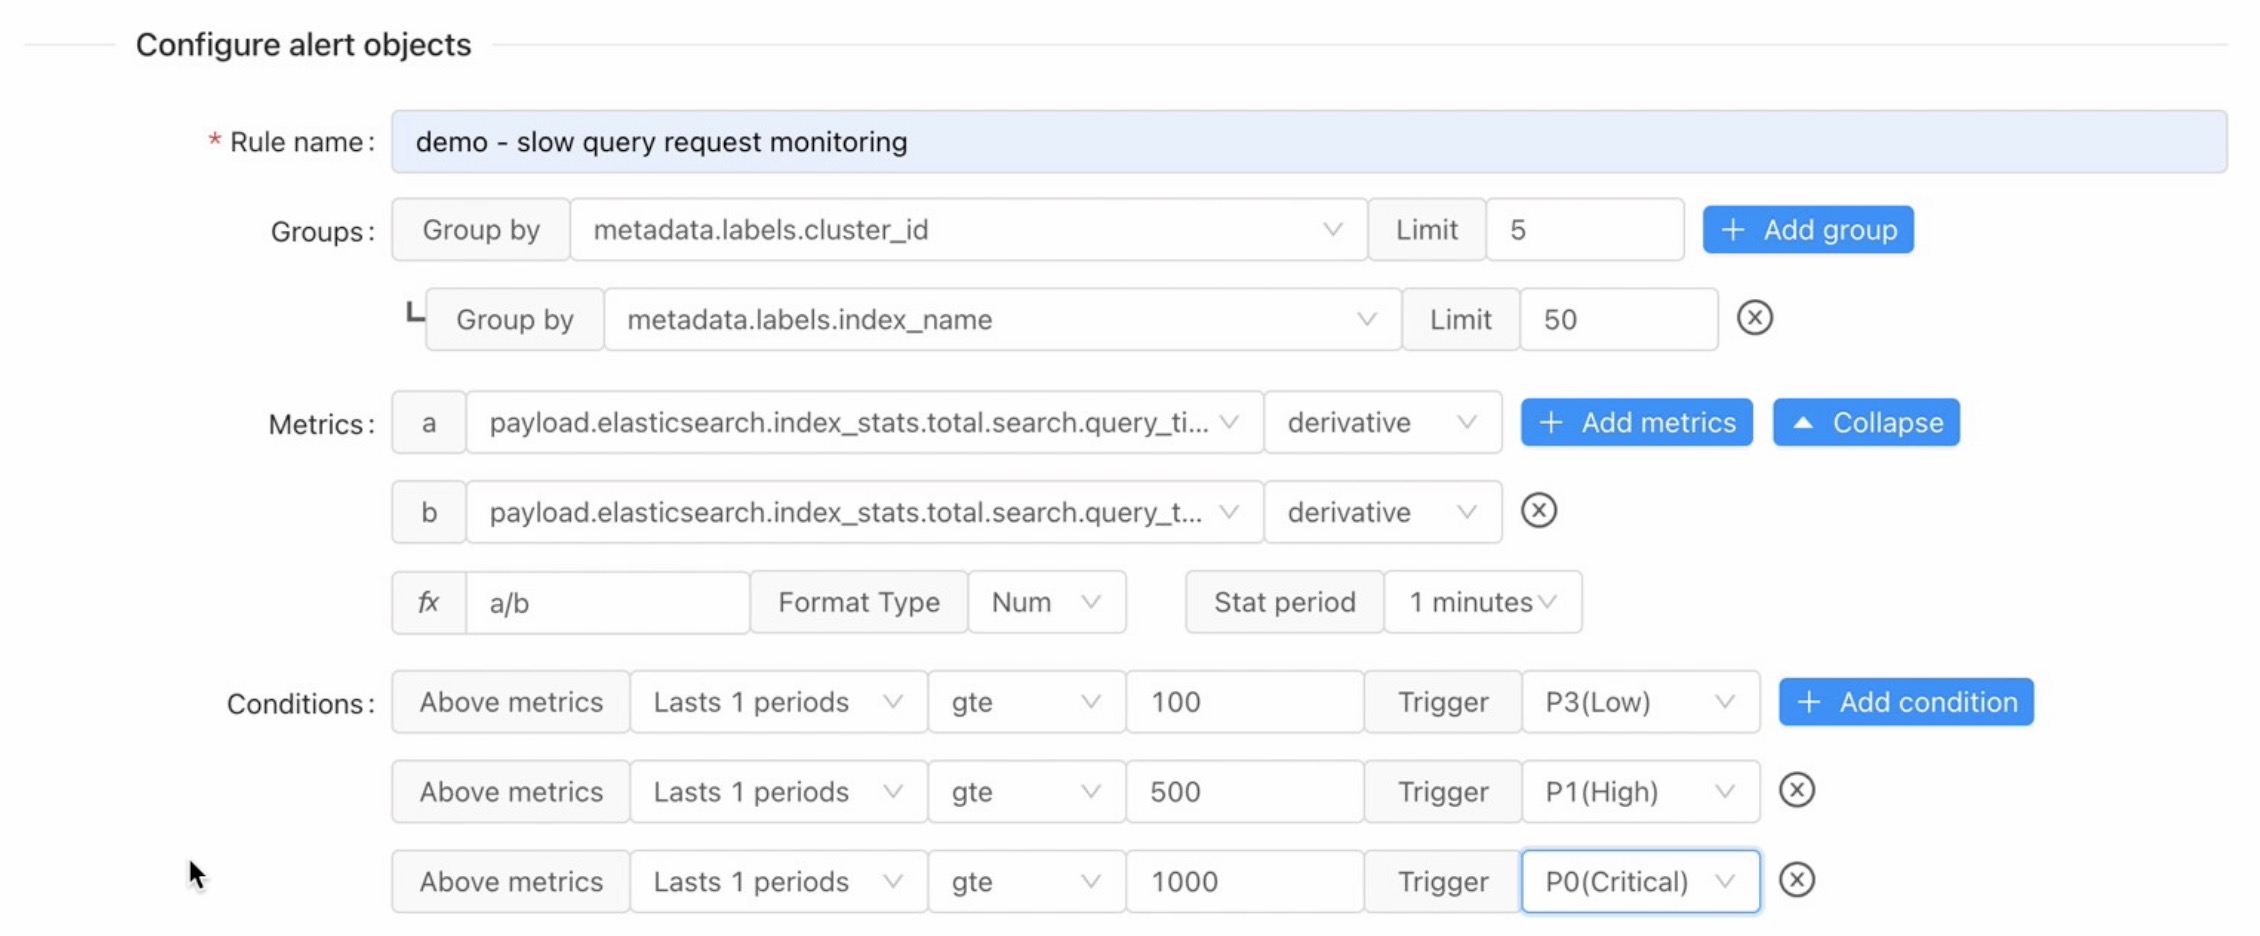 Configure alert objects
* Rule name: demo - slow query request monitoring
Groups: Group by metadata.labels.cluster_id Limit 5 + Add group
Group by metadata.labels.index_name Limit 50
Metrics: a payload.elasticsearch.index_stats.total.search.query_ti... derivative + Add metrics Collapse
b payload.elasticsearch.index_stats.total.search.query_t... derivative
fx a/b Format Type Num Stat period 1 minutes
Conditions: Above metrics Lasts 1 periods gte 100 Trigger P3(Low) + Add condition
Above metrics Lasts 1 periods gte 500 Trigger P1(High)
Above metrics Lasts 1 periods gte 1000 Trigger P0(Critical)